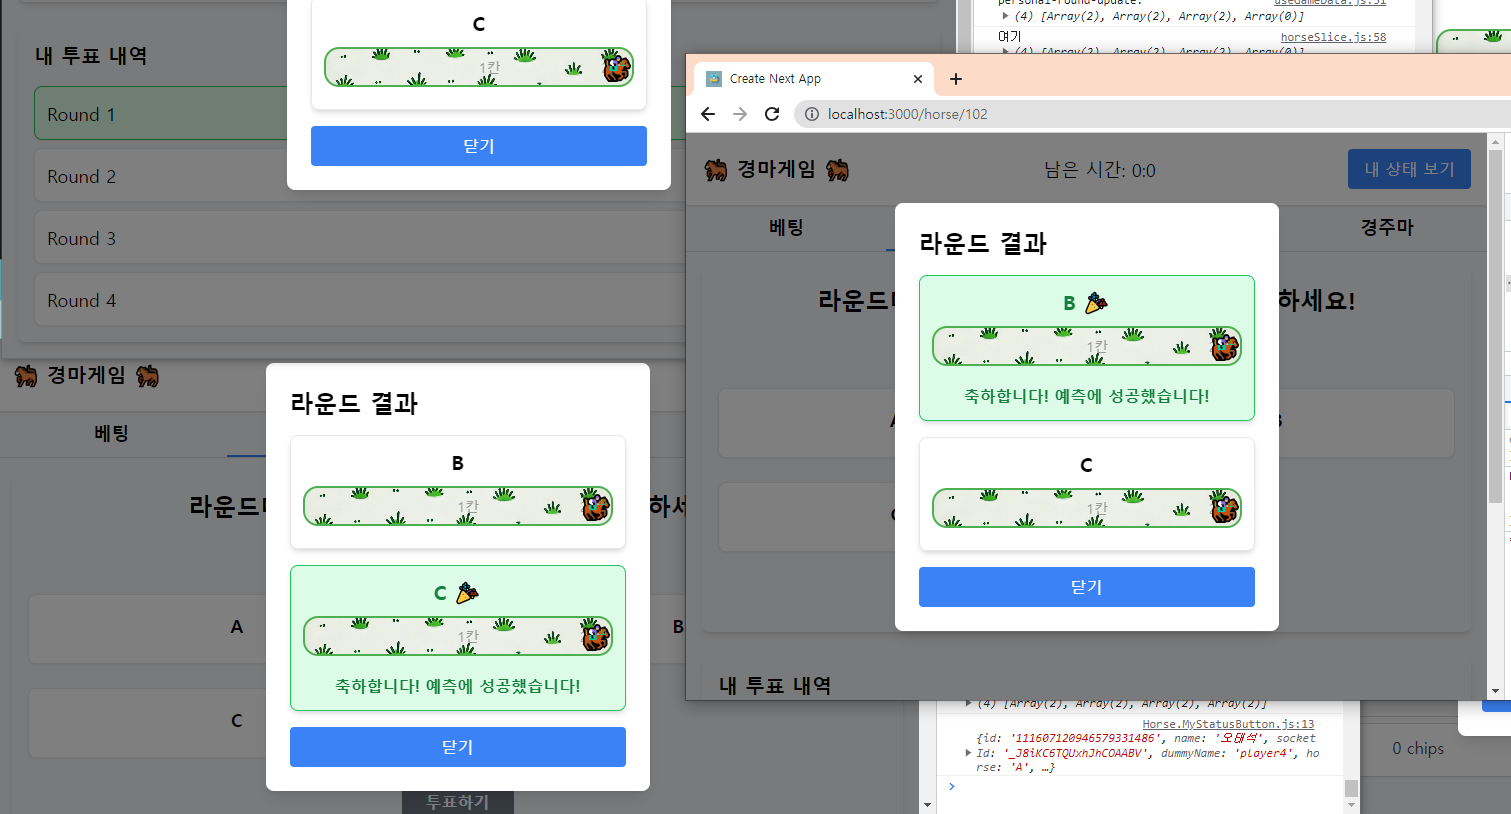 C
1칸
닫기
내 투표 내역
Round 1
Round 2
Round 3
Round 4
경마게임
베팅
라운드
하세
A
B
C
투표하기
라운드 결과
B
1칸
C
1칸
축하합니다! 예측에 성공했습니다!
닫기
personal-round-update: useGameData.js:51
(4) [Array(2), Array(2), Array(2), Array(0)]
여기 horseSlice.js:58
(4) [Array(2), Array(2), Array(2), Array(0)]
Create Next App
localhost:3000/horse/102
경마게임
남은 시간: 0:0
내 상태 보기
베팅
경주마
라운드
하세요!
라운드 결과
B
1칸
축하합니다! 예측에 성공했습니다!
C
1칸
닫기
내 투표 내역
(4) [Array(2), Array(2), Array(2), Array(2)]
Horse.MyStatusButton.js:13
{id: '111607120946579331486', name: '오태석', socket
Id: '_J8iKC6TQUxhJhCOAABV', dummyName: 'player4', ho
rse: 'A', …}
0 chips